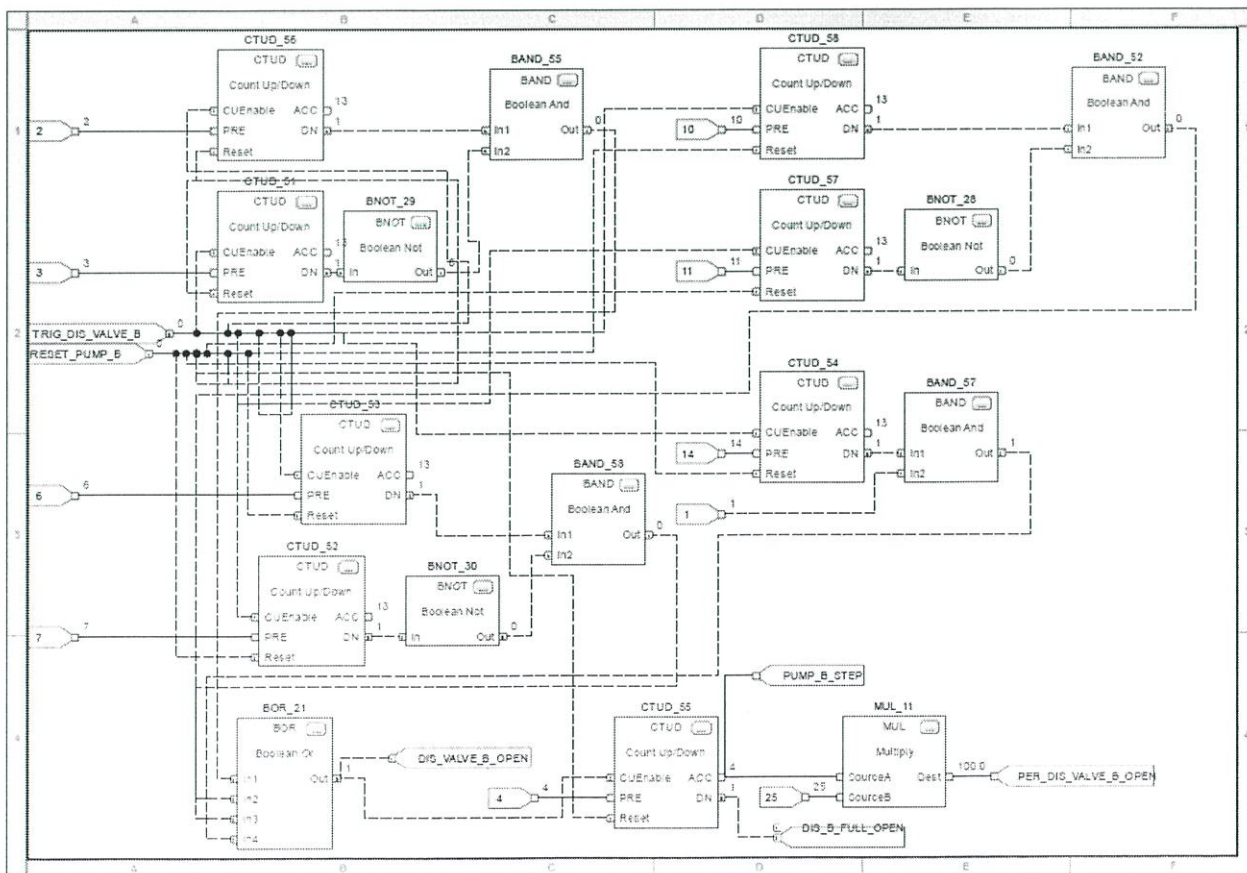 A B C D E F
CTUD_56
CTUD ...
Count Up/Down
CUEnable ACC 13
2 2 PRE DN 1
Reset
BAND_55
BAND ...
Boolean And
In1 Out 0
In2
CTUD_58
CTUD ...
Count Up/Down
CUEnable ACC 13
10 10 PRE DN 1
Reset
BAND_52
BAND ...
Boolean And
In1 Out 0
In2
1
CTUD_51
CTUD ...
Count Up/Down
CUEnable ACC 13
3 3 PRE DN 1
Reset
BNOT_29
BNOT ...
Boolean Not
In Out
CTUD_57
CTUD ...
Count Up/Down
CUEnable ACC 13
11 11 PRE DN 1
Reset
BNOT_28
BNOT ...
Boolean Not
In Out 0
2
TRIG_DIS_VALVE_B 0
RESET_PUMP_B
CTUD_54
CTUD ...
Count Up/Down
CUEnable ACC 13
14 14 PRE DN 1
Reset
BAND_57
BAND ...
Boolean And
In1 Out 1
In2
1 1
CTUD_53
CTUD ...
Count Up/Down
CUEnable ACC 13
6 6 PRE DN 1
Reset
BAND_58
BAND ...
Boolean And
In1 Out 0
In2
3
CTUD_52
CTUD ...
Count Up/Down
CUEnable ACC 13
7 7 PRE DN 1
Reset
BNOT_30
BNOT ...
Boolean Not
In Out 0
BOR_21
BOR ...
Boolean Or
In1 Out 1
In2
In3
In4
DIS_VALVE_B_OPEN
CTUD_55
CTUD ...
Count Up/Down
CUEnable ACC 4
4 4 PRE DN 1
Reset
PUMP_B_STEP
MUL_11
MUL ...
Multiply
SourceA Dest 100.0
25 25 SourceB
PER_DIS_VALVE_B_OPEN
DIS_B_FULL_OPEN
4
A B C D E F